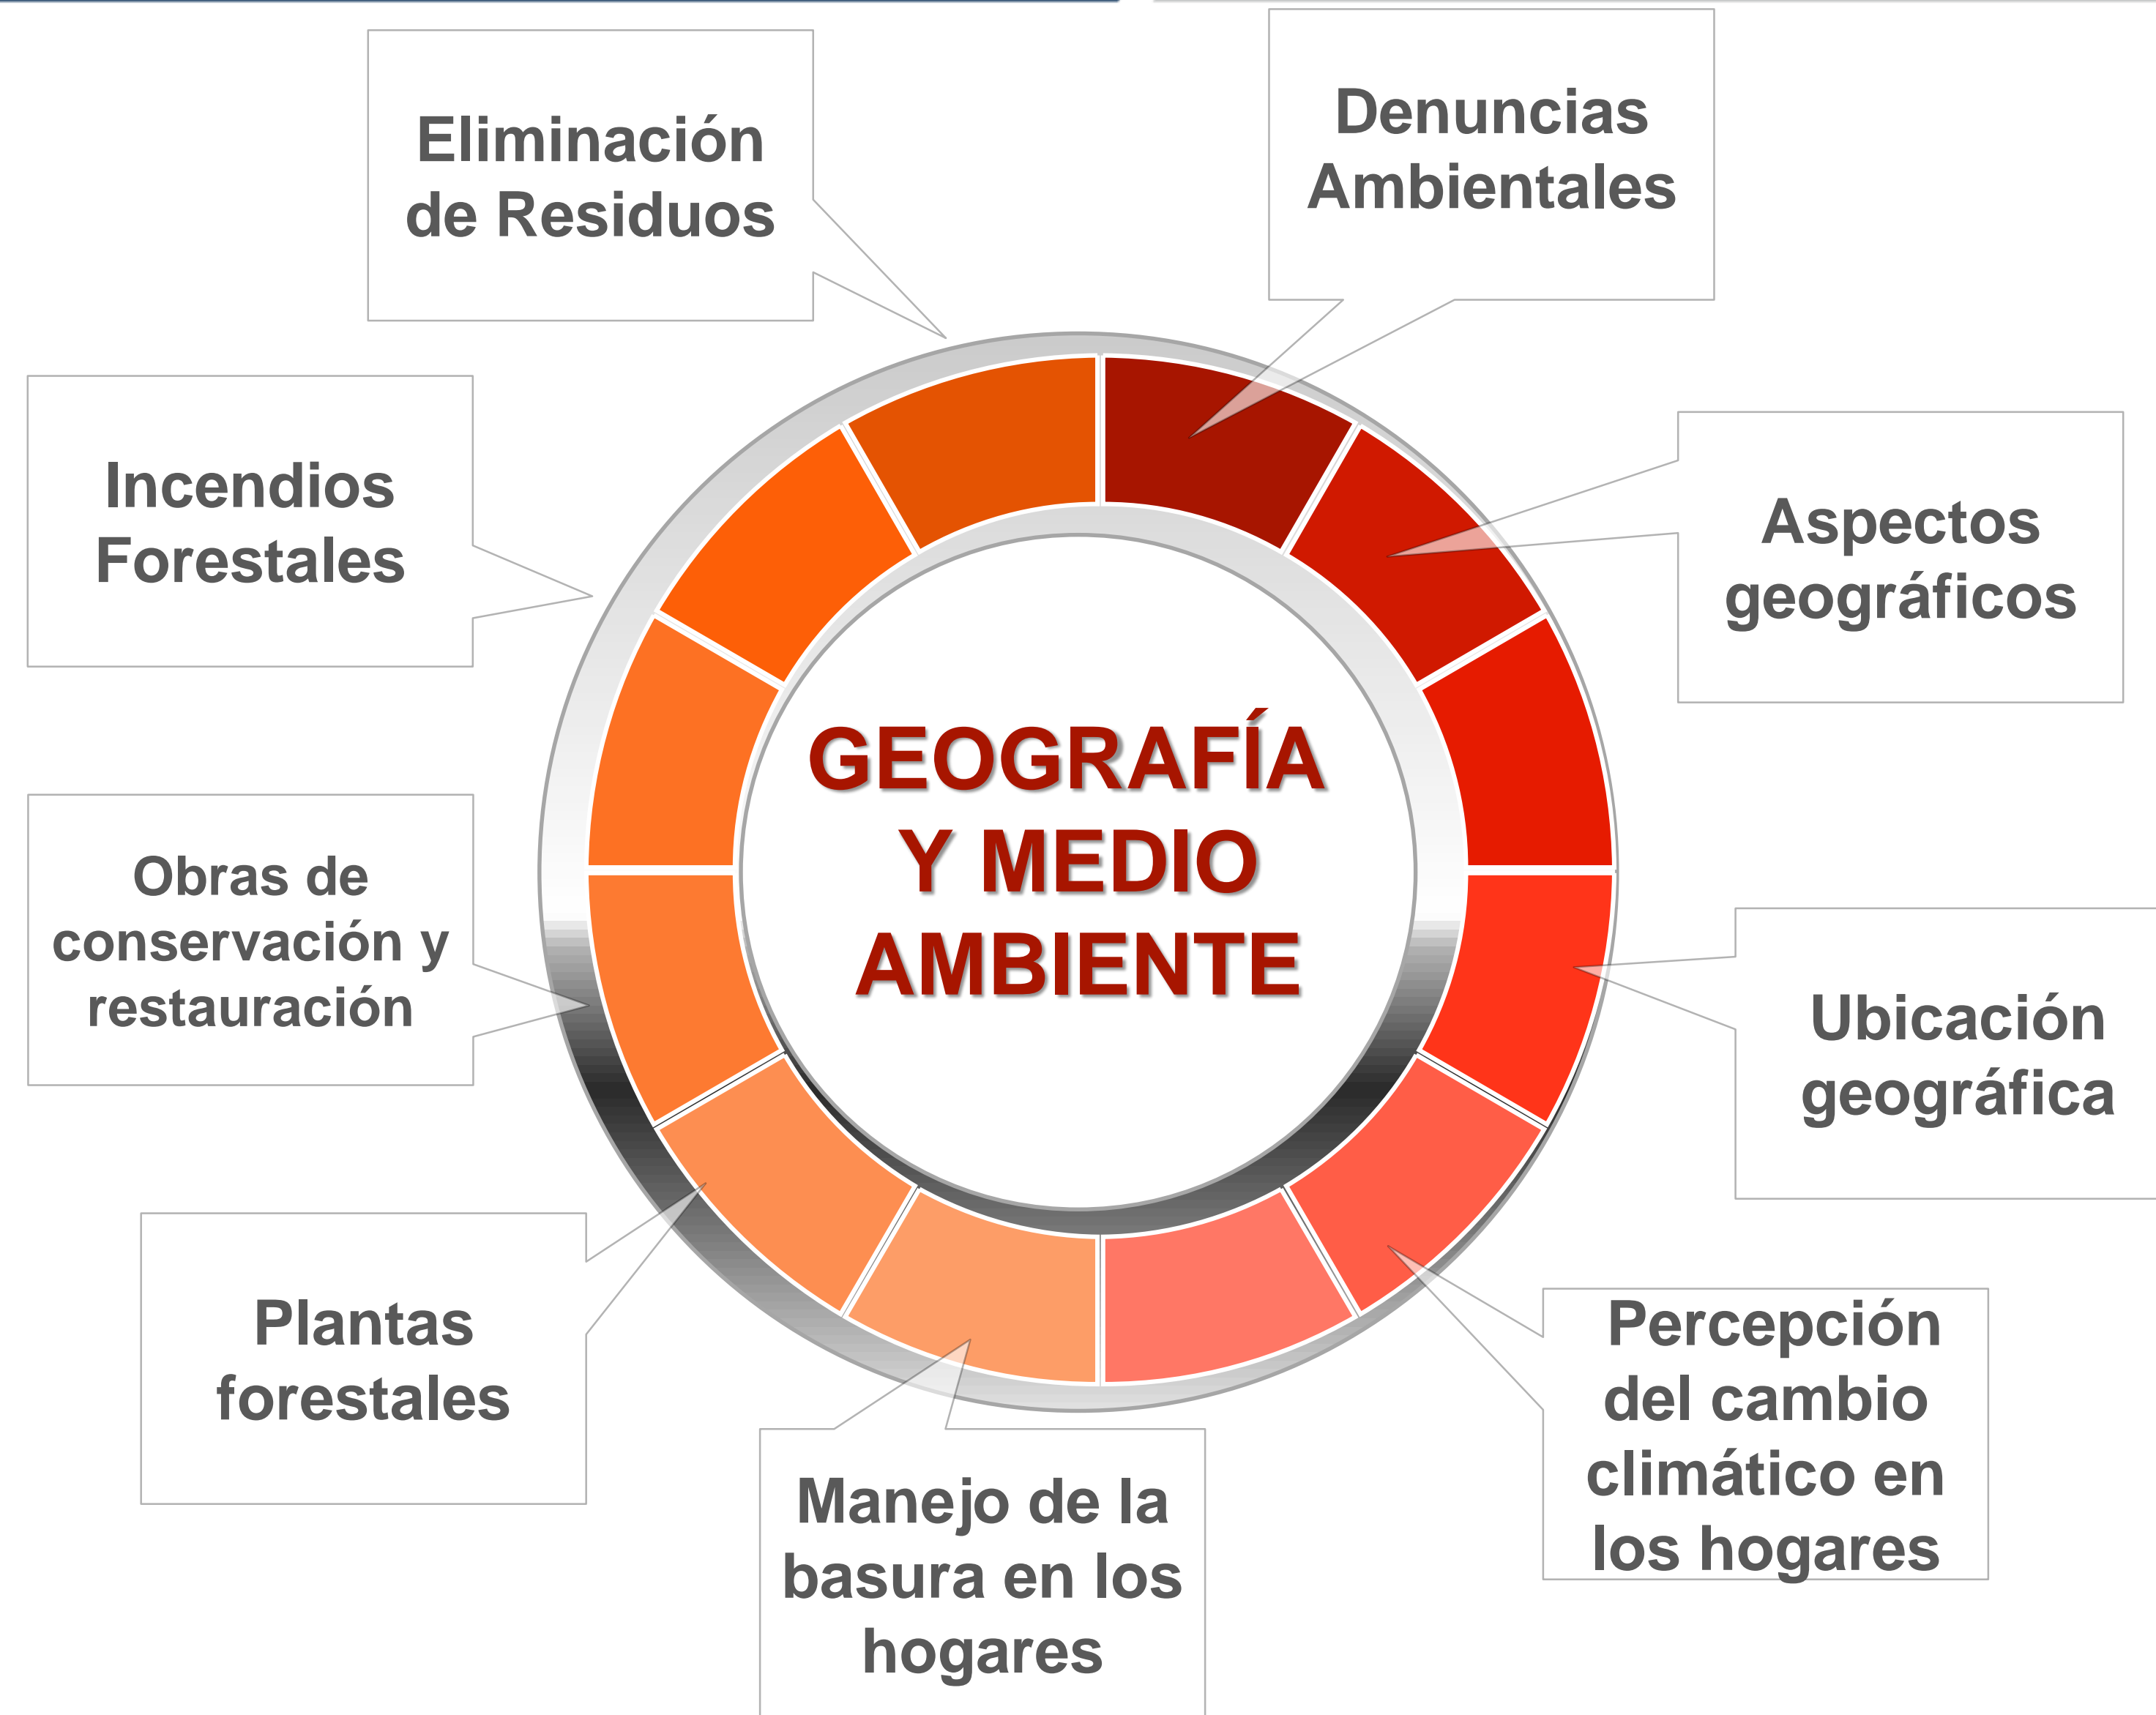 Eliminación
de Residuos
Denuncias
Ambientales
Incendios
Forestales
Aspectos
geográficos
GEOGRAFÍA
Y MEDIO
AMBIENTE
Obras de
conservación y
restauración
Ubicación
geográfica
Plantas
forestales
Percepción
del cambio
climático en
los hogares
Manejo de la
basura en los
hogares